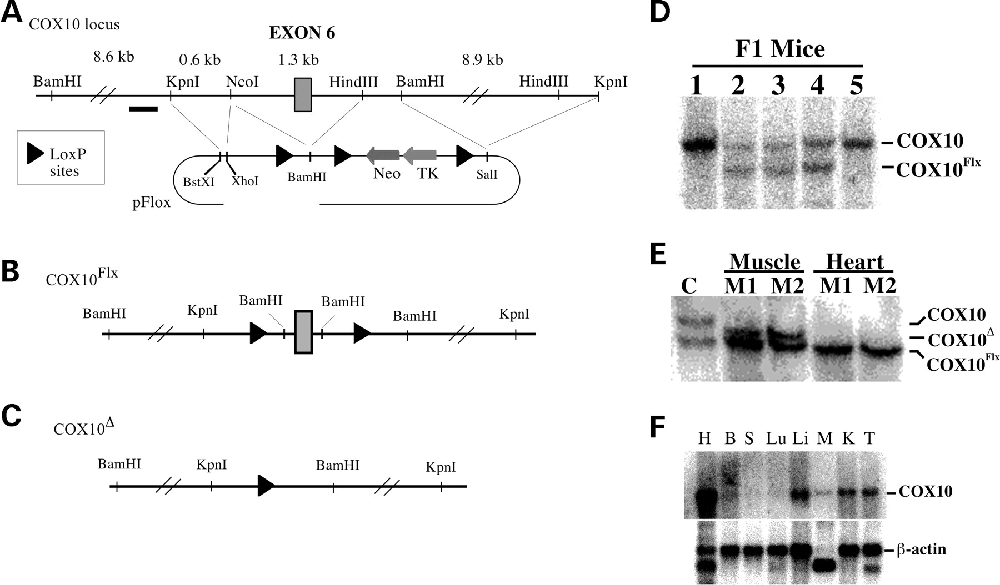 A
COX10 locus
EXON 6
8.6 kb 0.6 kb 1.3 kb 8.9 kb
BamHI KpnI NcoI HindIII BamHI HindIII KpnI
LoxP
sites
BstXI XhoI BamHI Neo TK SalI
pFlox
B
COX10Flx
BamHI KpnI BamHI BamHI BamHI KpnI
C
COX10Δ
BamHI KpnI BamHI KpnI
D
F1 Mice
1 2 3 4 5
COX10
COX10Flx
E
Muscle Heart
C M1 M2 M1 M2
COX10
COX10Δ
COX10Flx
F
H B S Lu Li M K T
COX10
β-actin